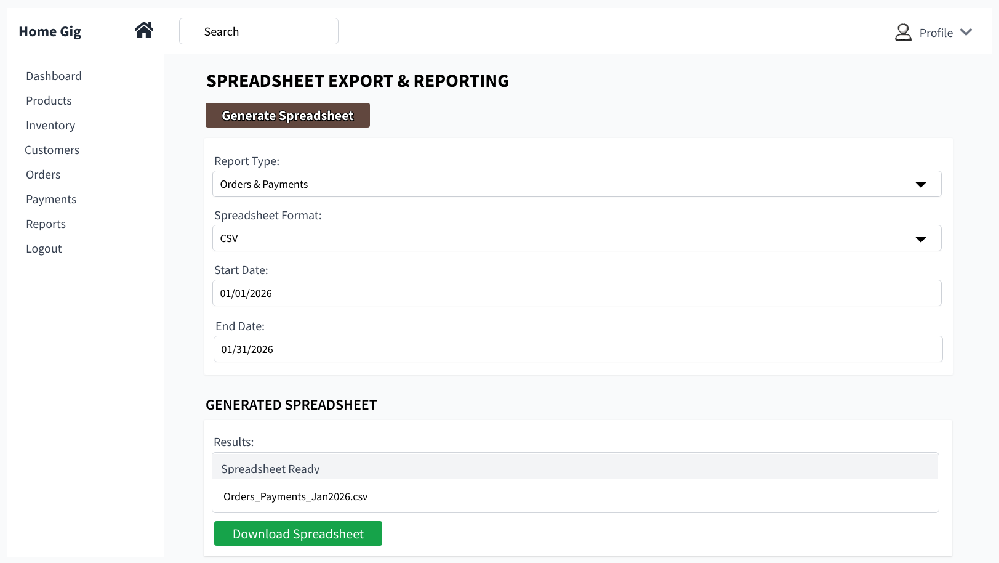 Home Gig
Search
Profile
Dashboard
Products
Inventory
Customers
Orders
Payments
Reports
Logout
SPREADSHEET EXPORT & REPORTING
Generate Spreadsheet
Report Type:
Orders & Payments
Spreadsheet Format:
CSV
Start Date:
01/01/2026
End Date:
01/31/2026
GENERATED SPREADSHEET
Results:
Spreadsheet Ready
Orders_Payments_Jan2026.csv
Download Spreadsheet